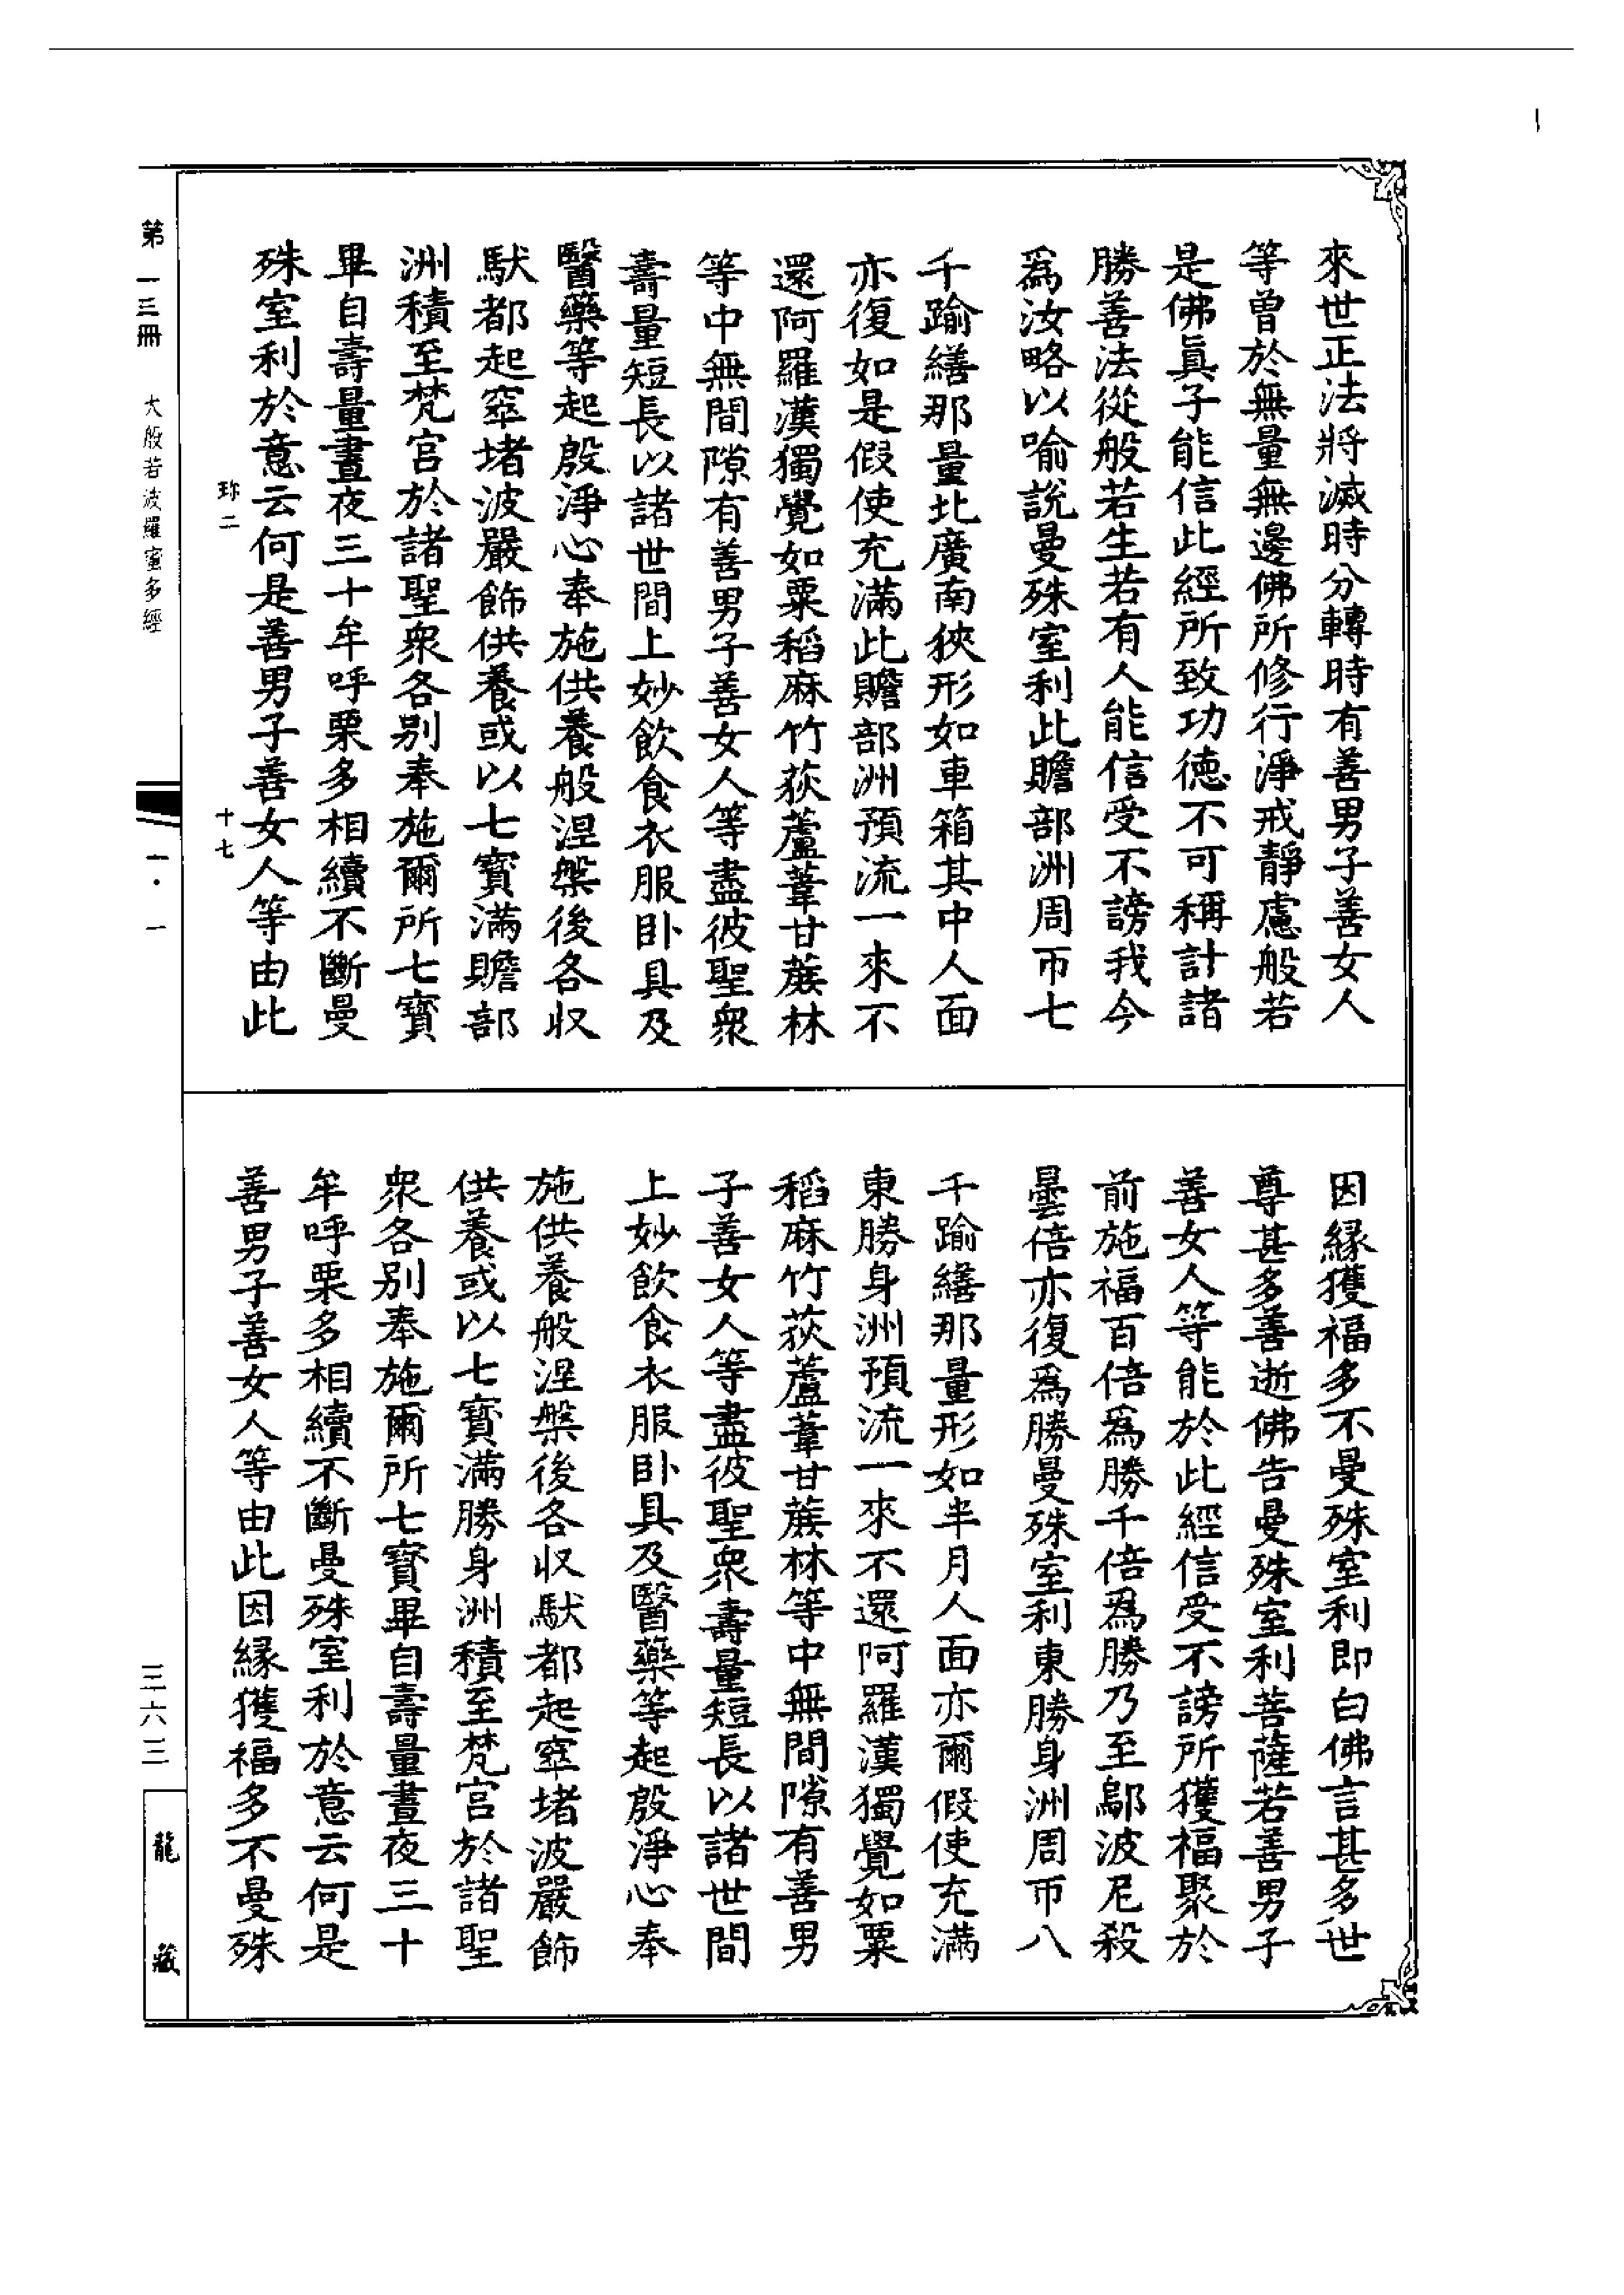 來世正法將滅時分轉時有善男子善女人
等曾於無量無邊佛所修行淨戒靜慮般若
是佛眞子能信此經所致功徳不可稱計諸
勝善法從般若生若有人能信受不謗我今
爲汝略以喻説曼殊室利此贍部洲周帀七
千踰繕那量北廣南狹形如車箱其中人面
亦復如是假使充滿此贍部洲預流一來不
還阿羅漢獨覺如粟稻麻竹荻蘆葦甘蔗林
等中無間隙有善男子善女人等盡彼聖衆
壽量短長以諸世間上妙飲食衣服卧具及
醫藥等起殷淨心奉施供養般涅槃後各収
馱都起窣堵波嚴飾供養或以七寳滿贍部
洲積至梵宫於諸聖衆各别奉施爾所七寳
畢自壽量晝夜三十牟呼栗多相續不斷曼
殊室利於意云何是善男子善女人等由此
因縁獲福多不曼殊室利即白佛言甚多世
尊甚多善逝佛告曼殊室利菩薩若善男子
善女人等能於此經信受不謗所獲福聚於
前施福百倍爲勝千倍爲勝乃至鄔波尼殺
曇倍亦復爲勝曼殊室利東勝身洲周帀八
千踰繕那量形如半月人面亦爾假使充滿
東勝身洲預流一來不還阿羅漢獨覺如粟
稻麻竹荻蘆葦甘蔗林等中無間隙有善男
子善女人等盡彼聖衆壽量短長以諸世間
上妙飲食衣服卧具及醫藥等起殷淨心奉
施供養般涅槃後各収馱都起窣堵波嚴飾
供養或以七寳滿勝身洲積至梵宫於諸聖
衆各别奉施爾所七寳畢自壽量晝夜三十
牟呼栗多相續不斷曼殊室利於意云何是
善男子善女人等由此因縁獲福多不曼殊
珎二 十七
第一三冊 大般若波羅蜜多經 一·一 三六三
龍藏